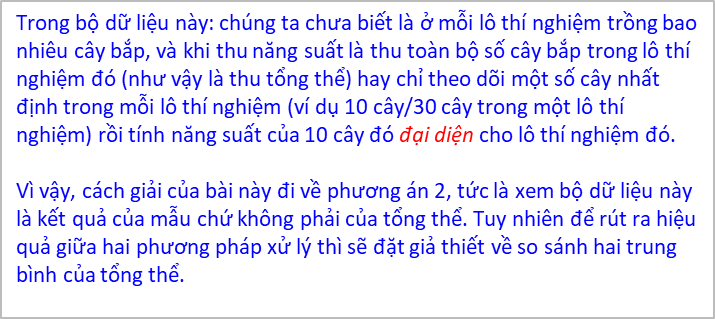 Trong bộ dữ liệu này: chúng ta chưa biết là ở mỗi lô thí nghiệm trồng bao
nhiêu cây bắp, và khi thu năng suất là thu toàn bộ số cây bắp trong lô thí
nghiệm đó (như vậy là thu tổng thể) hay chỉ theo dõi một số cây nhất
định trong mỗi lô thí nghiệm (ví dụ 10 cây/30 cây trong một lô thí
nghiệm) rồi tính năng suất của 10 cây đó đại diện cho lô thí nghiệm đó.
Vì vậy, cách giải của bài này đi về phương án 2, tức là xem bộ dữ liệu này
là kết quả của mẫu chứ không phải của tổng thể. Tuy nhiên để rút ra hiệu
quả giữa hai phương pháp xử lý thì sẽ đặt giả thiết về so sánh hai trung
bình của tổng thể.